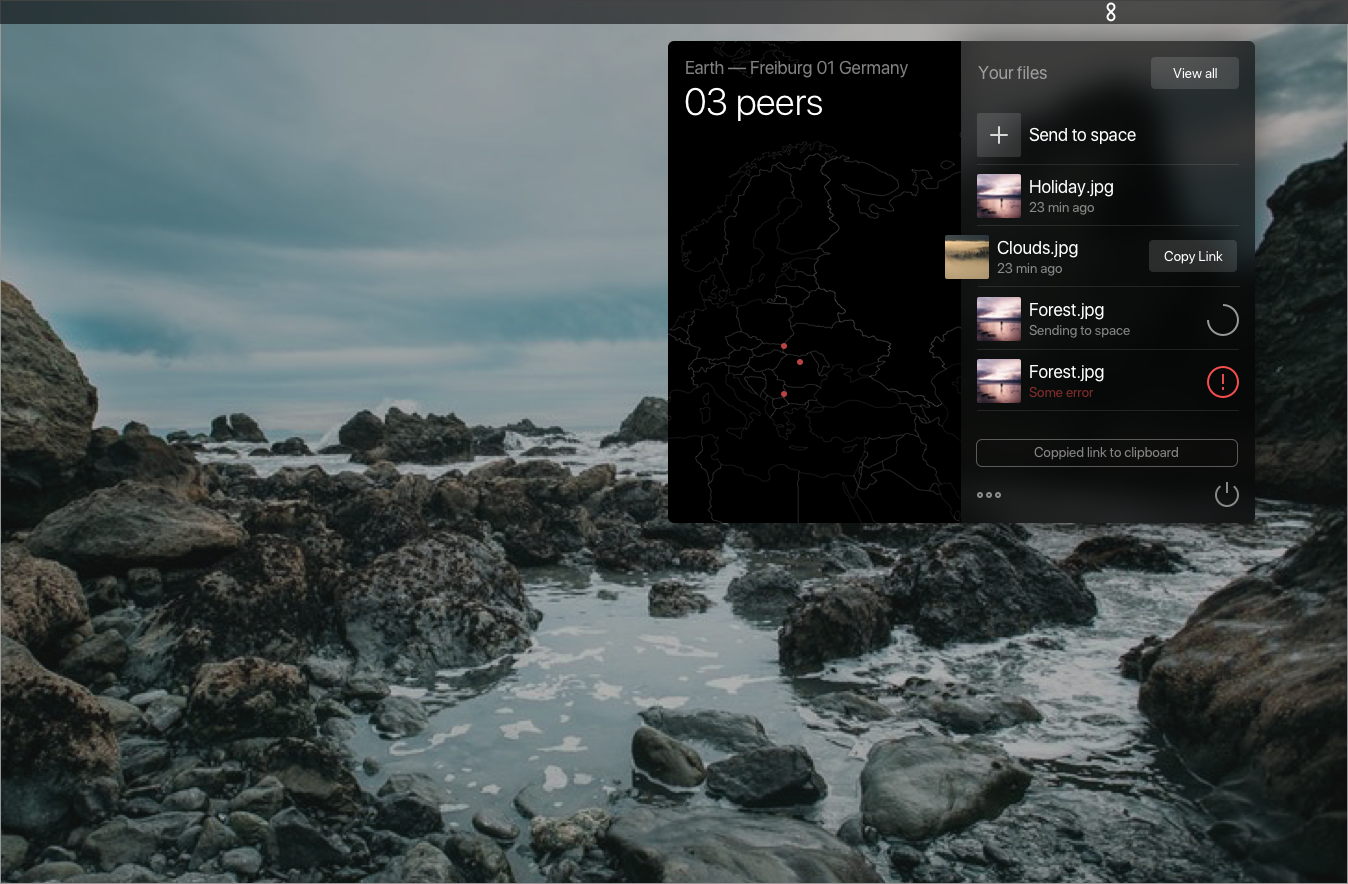 Earth — Freiburg 01 Germany
03 peers
Your files
View all
Send to space
Holiday.jpg
23 min ago
Clouds.jpg
23 min ago
Copy Link
Forest.jpg
Sending to space
Forest.jpg
Some error
Coppied link to clipboard